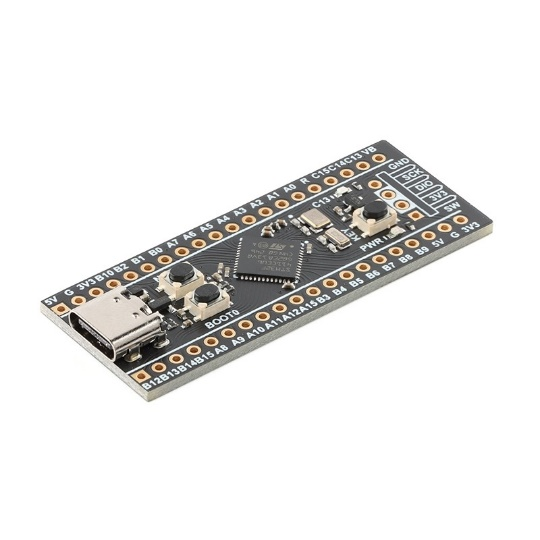 5V G 3V3 B10 B2 B1 B0 A7 A6 A5 A4 A3 A2 A1 A0 R C15 C14 C13 VB
GND
SCK
DIO
3V3
C13
KEY
PWR
SW
BOOT0
B12 B13 B14 B15 A8 A9 A10 A11 A12 A15 B3 B4 B5 B6 B7 B8 B9 5V G 3V3